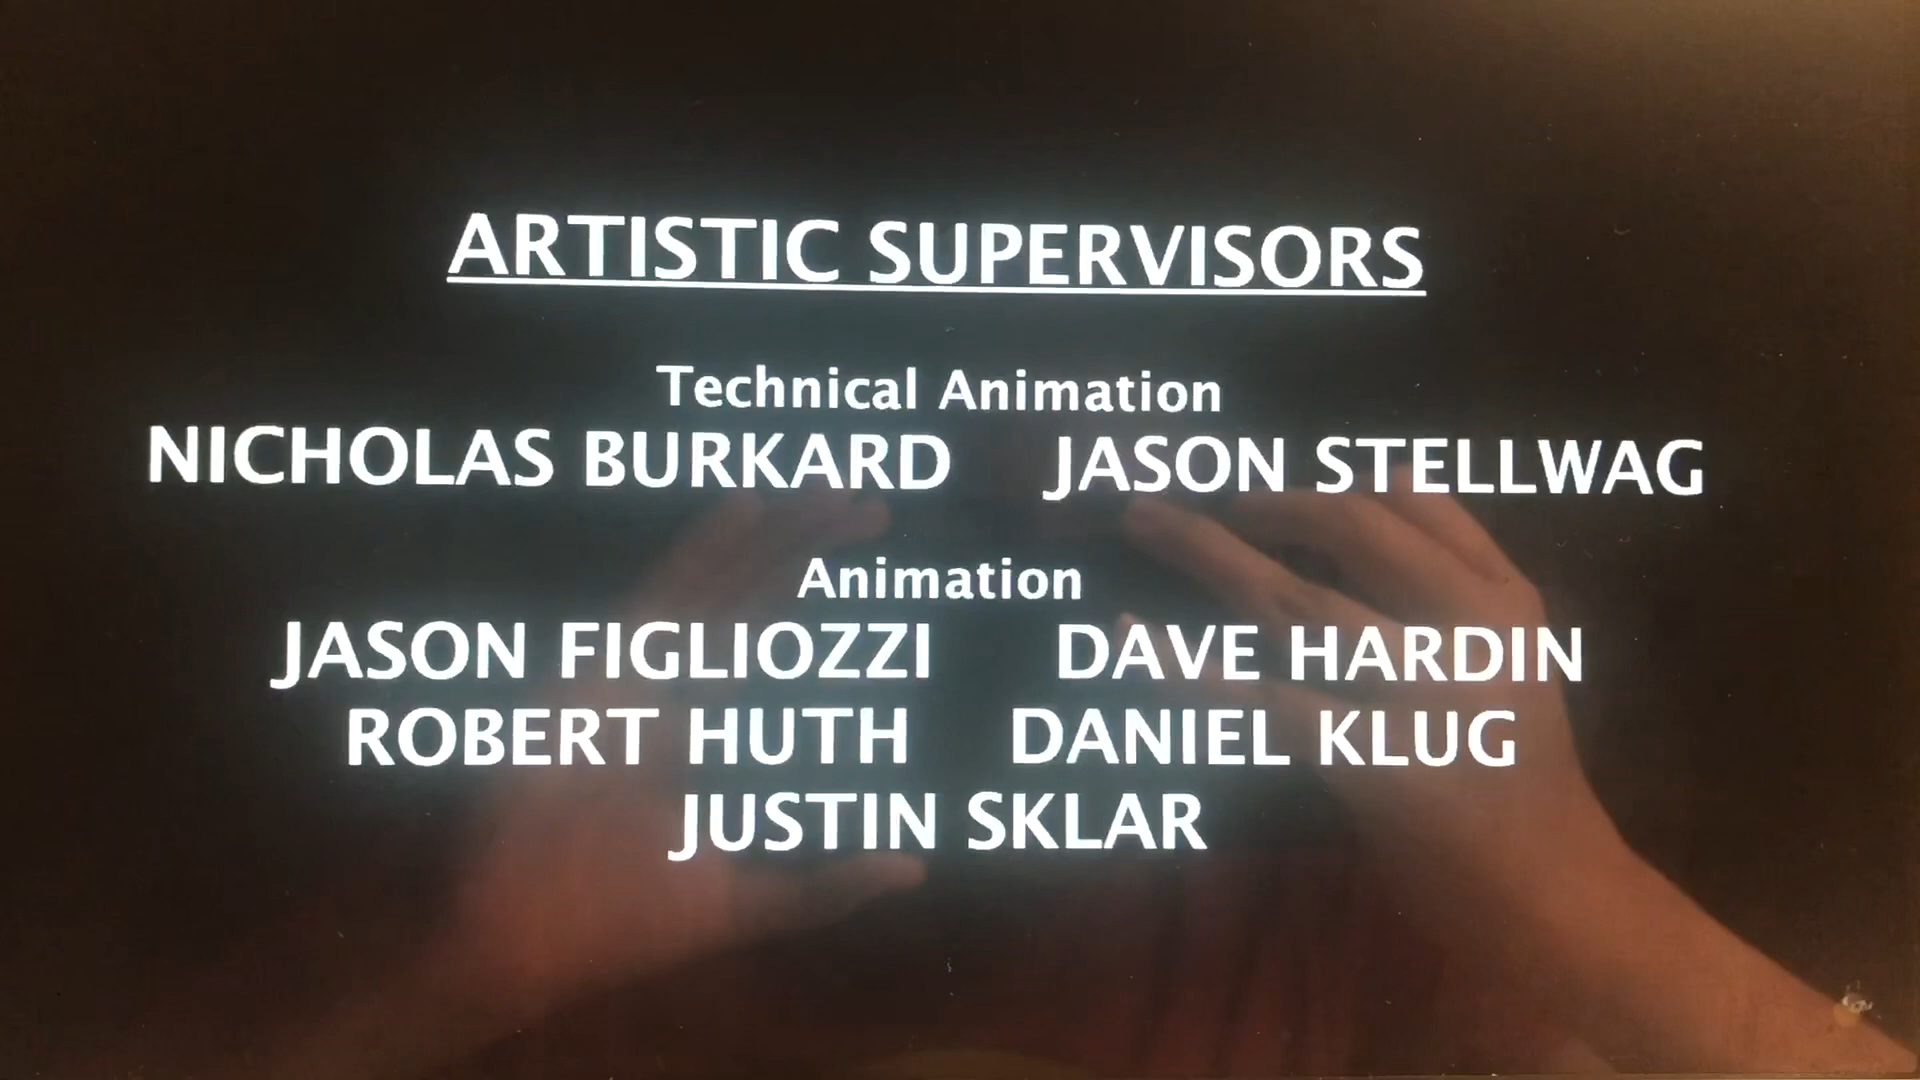 ARTISTIC SUPERVISORS
Technical Animation
NICHOLAS BURKARD JASON STELLWAG
Animation
JASON FIGLIOZZI DAVE HARDIN
ROBERT HUTH DANIEL KLUG
JUSTIN SKLAR